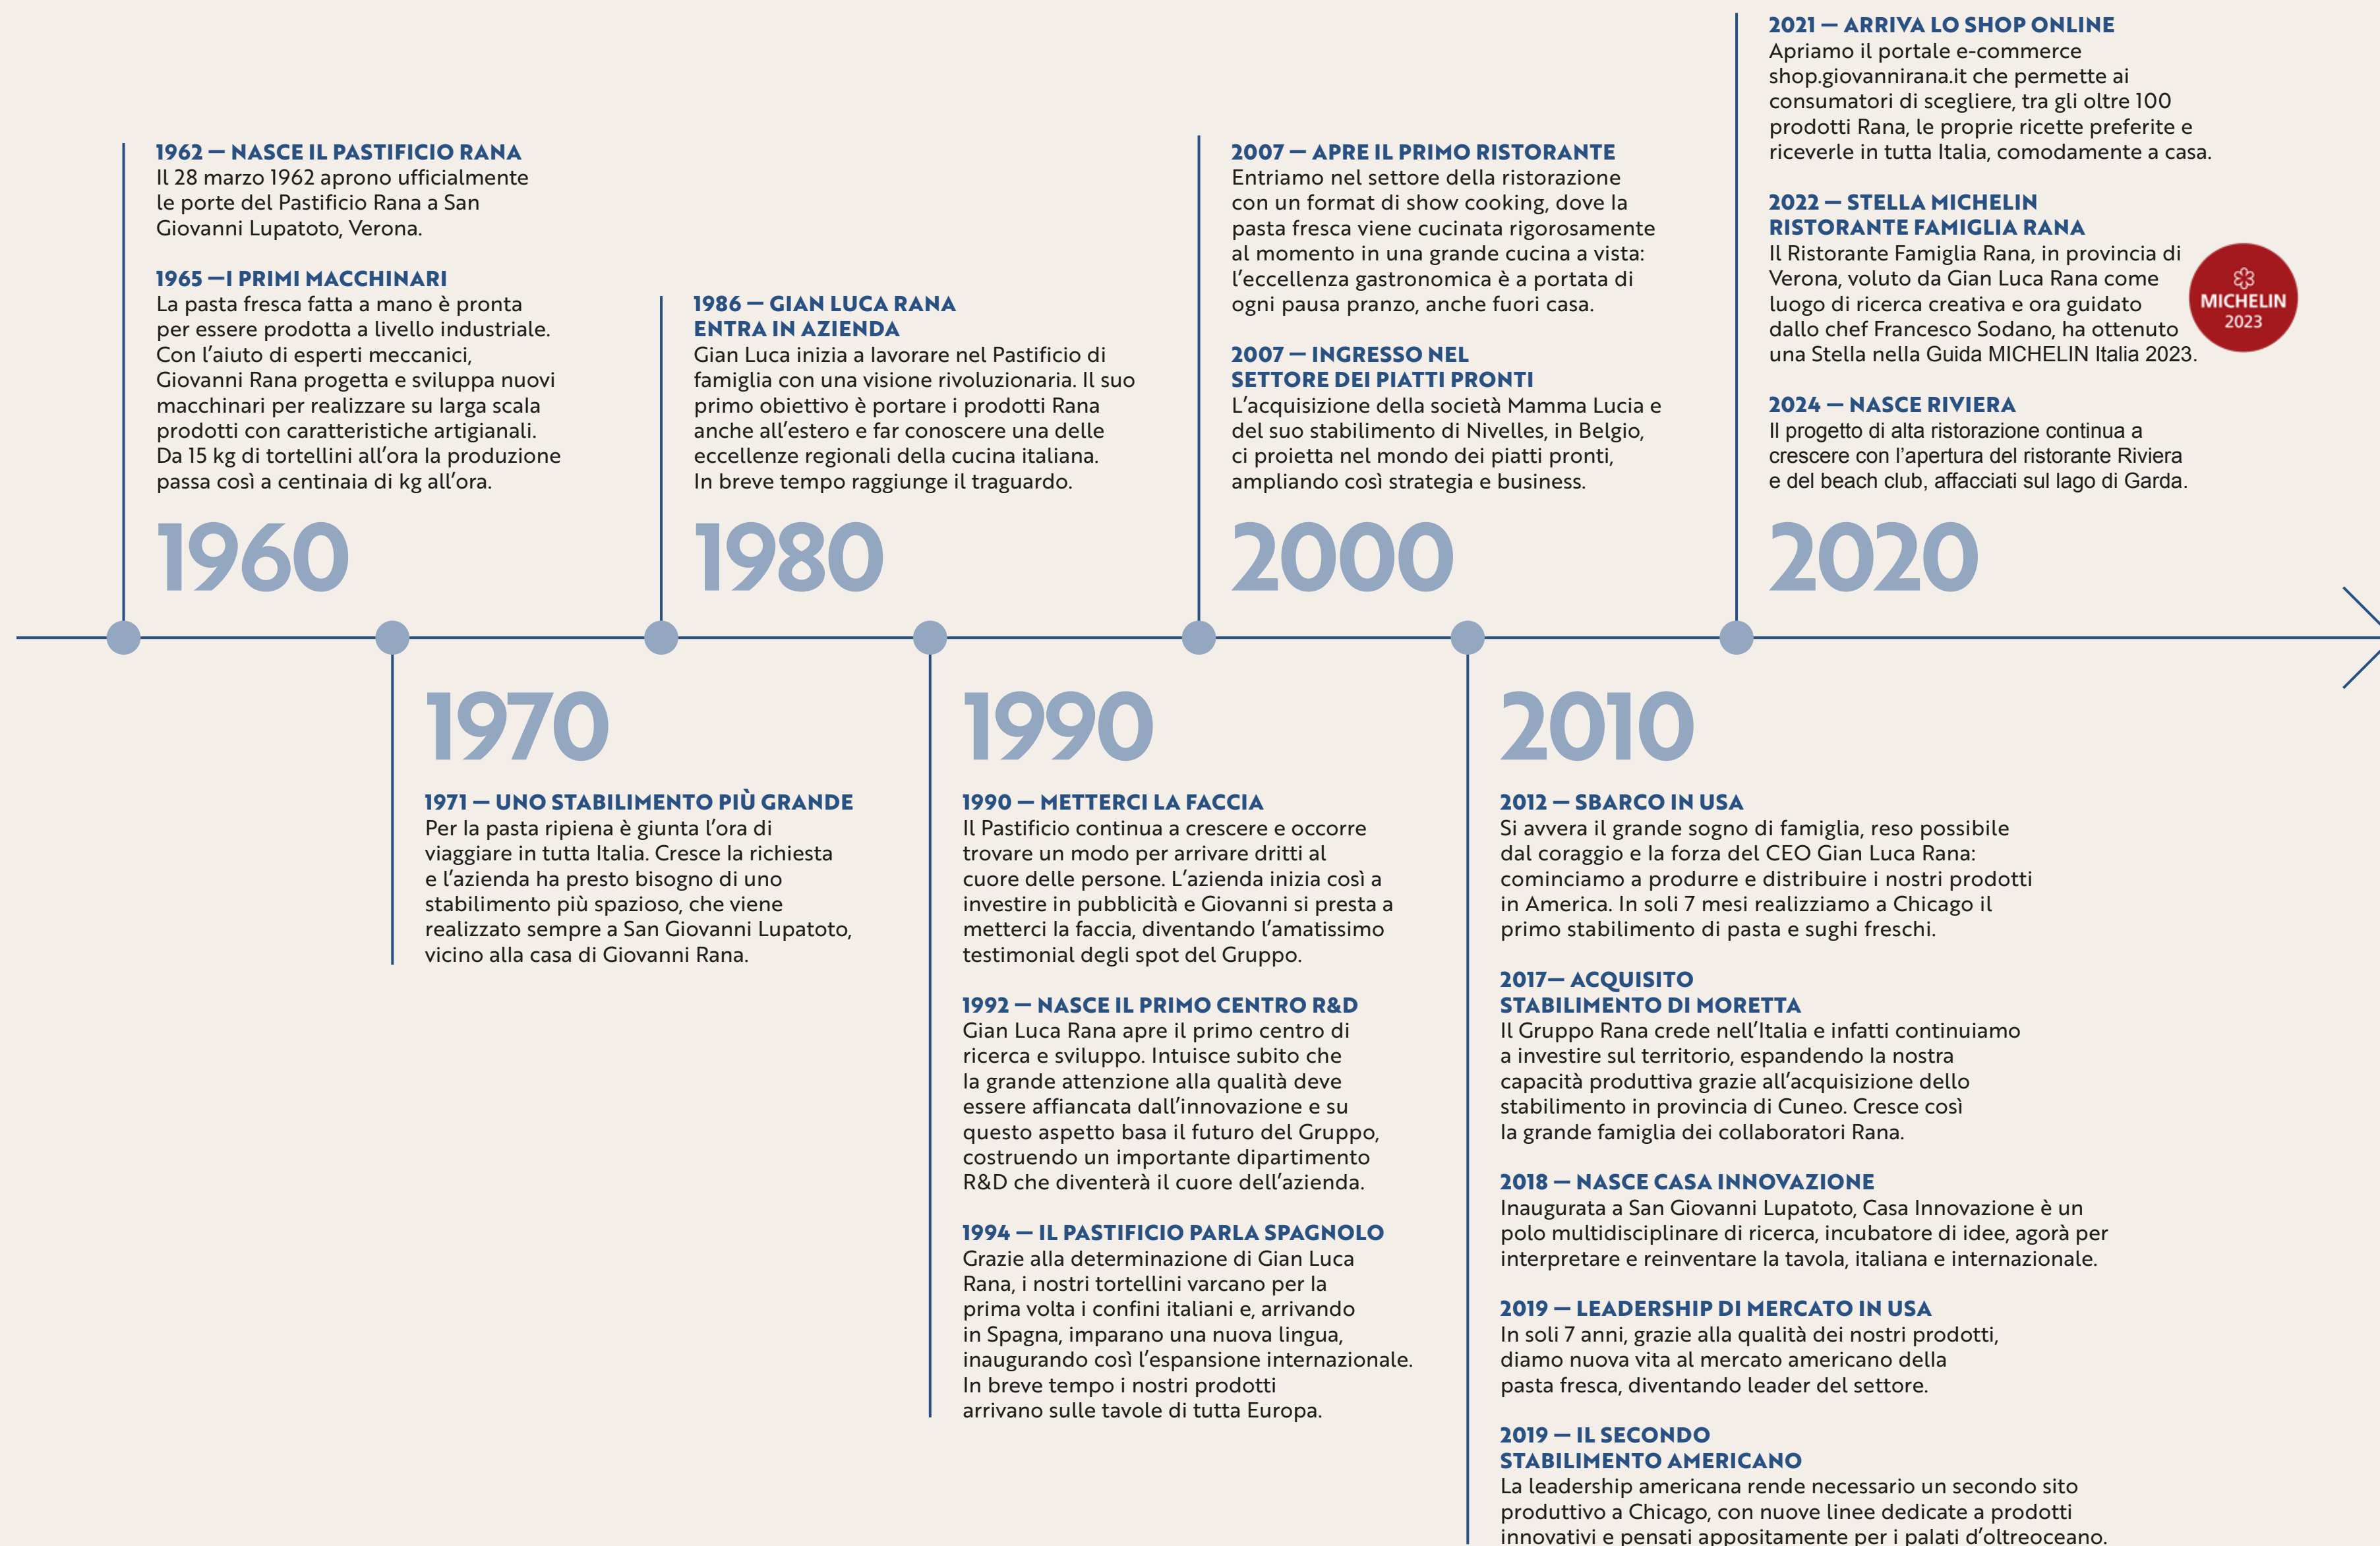 1962 — NASCE IL PASTIFICIO RANA
Il 28 marzo 1962 aprono ufficialmente
le porte del Pastificio Rana a San
Giovanni Lupatoto, Verona.
1965 —I PRIMI MACCHINARI
La pasta fresca fatta a mano è pronta
per essere prodotta a livello industriale.
Con l’aiuto di esperti meccanici,
Giovanni Rana progetta e sviluppa nuovi
macchinari per realizzare su larga scala
prodotti con caratteristiche artigianali.
Da 15 kg di tortellini all’ora la produzione
passa così a centinaia di kg all’ora.
1960
1970
1971 — UNO STABILIMENTO PIÙ GRANDE
Per la pasta ripiena è giunta l’ora di
viaggiare in tutta Italia. Cresce la richiesta
e l’azienda ha presto bisogno di uno
stabilimento più spazioso, che viene
realizzato sempre a San Giovanni Lupatoto,
vicino alla casa di Giovanni Rana.
1986 — GIAN LUCA RANA
ENTRA IN AZIENDA
Gian Luca inizia a lavorare nel Pastificio di
famiglia con una visione rivoluzionaria. Il suo
primo obiettivo è portare i prodotti Rana
anche all’estero e far conoscere una delle
eccellenze regionali della cucina italiana.
In breve tempo raggiunge il traguardo.
1980
1990
1990 — METTERCI LA FACCIA
Il Pastificio continua a crescere e occorre
trovare un modo per arrivare dritti al
cuore delle persone. L’azienda inizia così a
investire in pubblicità e Giovanni si presta a
metterci la faccia, diventando l’amatissimo
testimonial degli spot del Gruppo.
1992 — NASCE IL PRIMO CENTRO R&D
Gian Luca Rana apre il primo centro di
ricerca e sviluppo. Intuisce subito che
la grande attenzione alla qualità deve
essere affiancata dall’innovazione e su
questo aspetto basa il futuro del Gruppo,
costruendo un importante dipartimento
R&D che diventerà il cuore dell’azienda.
1994 — IL PASTIFICIO PARLA SPAGNOLO
Grazie alla determinazione di Gian Luca
Rana, i nostri tortellini varcano per la
prima volta i confini italiani e, arrivando
in Spagna, imparano una nuova lingua,
inaugurando così l’espansione internazionale.
In breve tempo i nostri prodotti
arrivano sulle tavole di tutta Europa.
2007 — APRE IL PRIMO RISTORANTE
Entriamo nel settore della ristorazione
con un format di show cooking, dove la
pasta fresca viene cucinata rigorosamente
al momento in una grande cucina a vista:
l’eccellenza gastronomica è a portata di
ogni pausa pranzo, anche fuori casa.
2007 — INGRESSO NEL
SETTORE DEI PIATTI PRONTI
L’acquisizione della società Mamma Lucia e
del suo stabilimento di Nivelles, in Belgio,
ci proietta nel mondo dei piatti pronti,
ampliando così strategia e business.
2000
2010
2012 — SBARCO IN USA
Si avvera il grande sogno di famiglia, reso possibile
dal coraggio e la forza del CEO Gian Luca Rana:
cominciamo a produrre e distribuire i nostri prodotti
in America. In soli 7 mesi realizziamo a Chicago il
primo stabilimento di pasta e sughi freschi.
2017— ACQUISITO
STABILIMENTO DI MORETTA
Il Gruppo Rana crede nell’Italia e infatti continuiamo
a investire sul territorio, espandendo la nostra
capacità produttiva grazie all’acquisizione dello
stabilimento in provincia di Cuneo. Cresce così
la grande famiglia dei collaboratori Rana.
2018 — NASCE CASA INNOVAZIONE
Inaugurata a San Giovanni Lupatoto, Casa Innovazione è un
polo multidisciplinare di ricerca, incubatore di idee, agorà per
interpretare e reinventare la tavola, italiana e internazionale.
2019 — LEADERSHIP DI MERCATO IN USA
In soli 7 anni, grazie alla qualità dei nostri prodotti,
diamo nuova vita al mercato americano della
pasta fresca, diventando leader del settore.
2019 — IL SECONDO
STABILIMENTO AMERICANO
La leadership americana rende necessario un secondo sito
produttivo a Chicago, con nuove linee dedicate a prodotti
innovativi e pensati appositamente per i palati d’oltreoceano.
2021 — ARRIVA LO SHOP ONLINE
Apriamo il portale e-commerce
shop.giovannirana.it che permette ai
consumatori di scegliere, tra gli oltre 100
prodotti Rana, le proprie ricette preferite e
riceverle in tutta Italia, comodamente a casa.
2022 — STELLA MICHELIN
RISTORANTE FAMIGLIA RANA
Il Ristorante Famiglia Rana, in provincia di
Verona, voluto da Gian Luca Rana come
luogo di ricerca creativa e ora guidato
dallo chef Francesco Sodano, ha ottenuto
una Stella nella Guida MICHELIN Italia 2023.
MICHELIN
2023
2024 — NASCE RIVIERA
Il progetto di alta ristorazione continua a
crescere con l’apertura del ristorante Riviera
e del beach club, affacciati sul lago di Garda.
2020